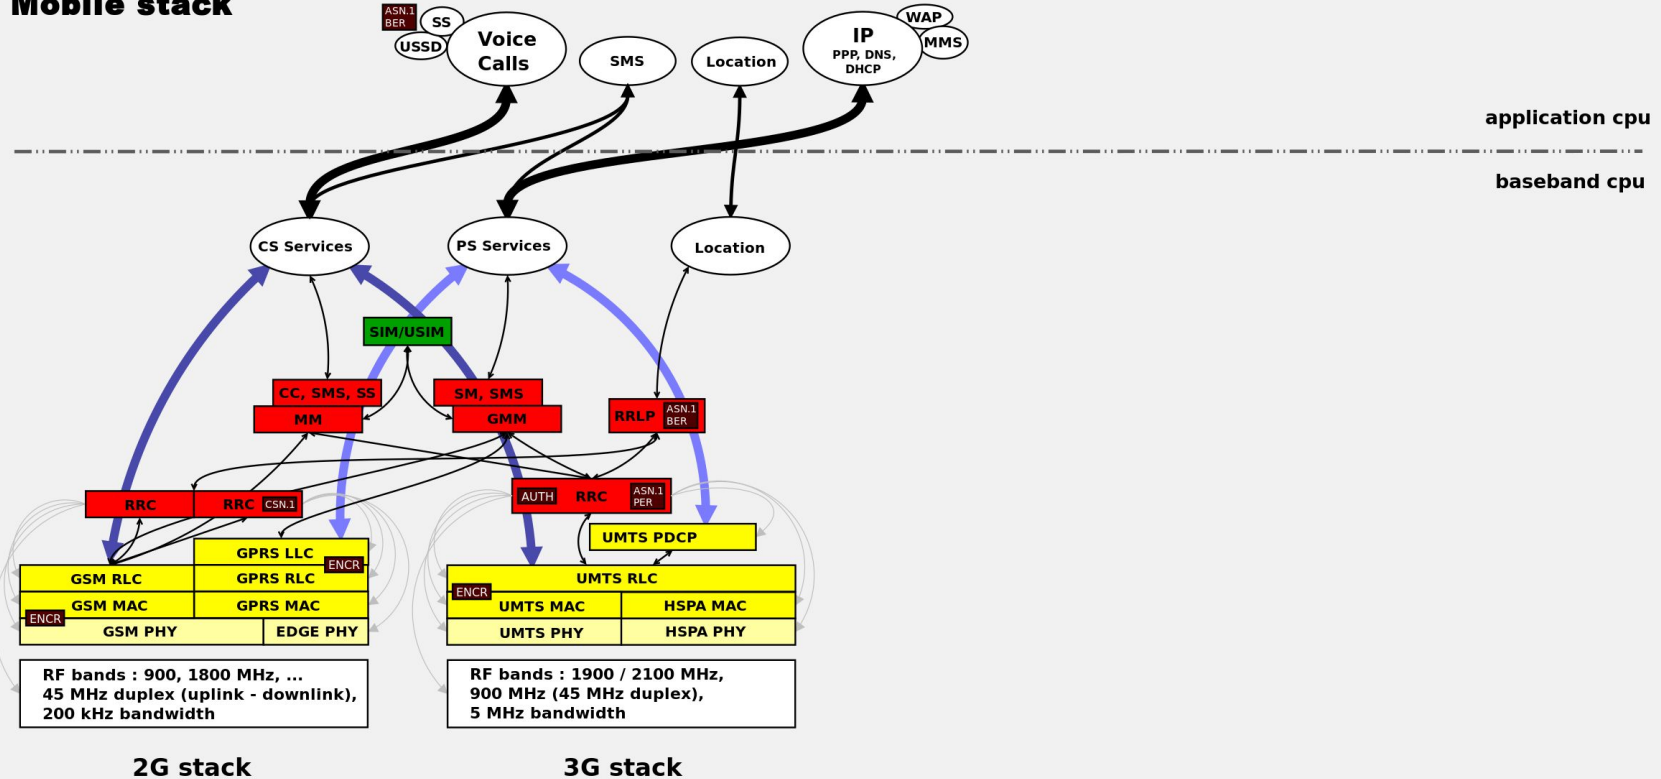 Mobile stack
ASN.1
BER
SS
USSD
Voice
Calls
SMS
Location
IP
PPP, DNS,
DHCP
WAP
MMS
application cpu
baseband cpu
CS Services
PS Services
Location
SIM/USIM
CC, SMS, SS
MM
SM, SMS
GMM
RRLP
ASN.1
BER
RRC
RRC
CSN.1
AUTH
RRC
ASN.1
PER
UMTS PDCP
GPRS LLC
ENCR
GSM RLC
GPRS RLC
UMTS RLC
ENCR
GSM MAC
GPRS MAC
UMTS MAC
HSPA MAC
ENCR
GSM PHY
EDGE PHY
UMTS PHY
HSPA PHY
RF bands : 900, 1800 MHz, ...
45 MHz duplex (uplink - downlink),
200 kHz bandwidth
RF bands : 1900 / 2100 MHz,
900 MHz (45 MHz duplex),
5 MHz bandwidth
2G stack
3G stack